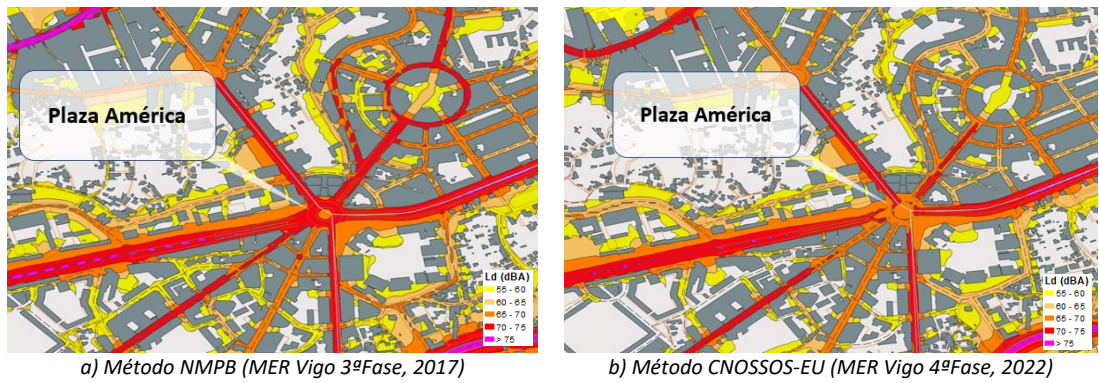 Plaza América
Ld (dBA)
55 - 60
60 - 65
65 - 70
70 - 75
> 75
a) Método NMPB (MER Vigo 3ªFase, 2017)
Plaza América
Ld (dBA)
55 - 60
60 - 65
65 - 70
70 - 75
> 75
b) Método CNOSSOS-EU (MER Vigo 4ªFase, 2022)